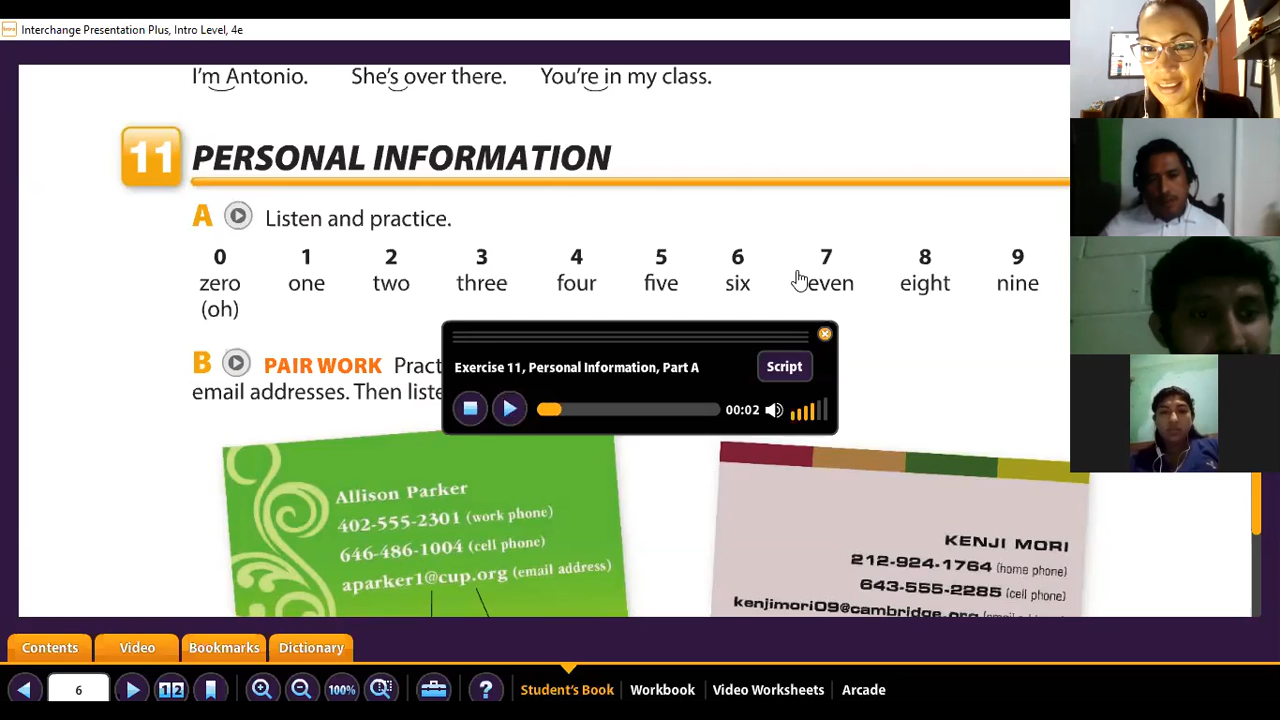 Interchange Presentation Plus, Intro Level, 4e
I'm Antonio. She's over there. You're in my class.
11 PERSONAL INFORMATION
A Listen and practice.
0 1 2 3 4 5 6 7 8 9
zero one two three four five six even eight nine
(oh)
B PAIR WORK Pract
email addresses. Then liste
Exercise 11, Personal Information, Part A
Script
00:02
Allison Parker
402-555-2301 (work phone)
646-486-1004 (cell phone)
aparker1@cup.org (email address)
KENJI MORI
212-924-1764 (home phone)
643-555-2285 (cell phone)
kenjimori09@cambridge.org
Contents Video Bookmarks Dictionary
6 12 100% ? Student's Book Workbook Video Worksheets Arcade